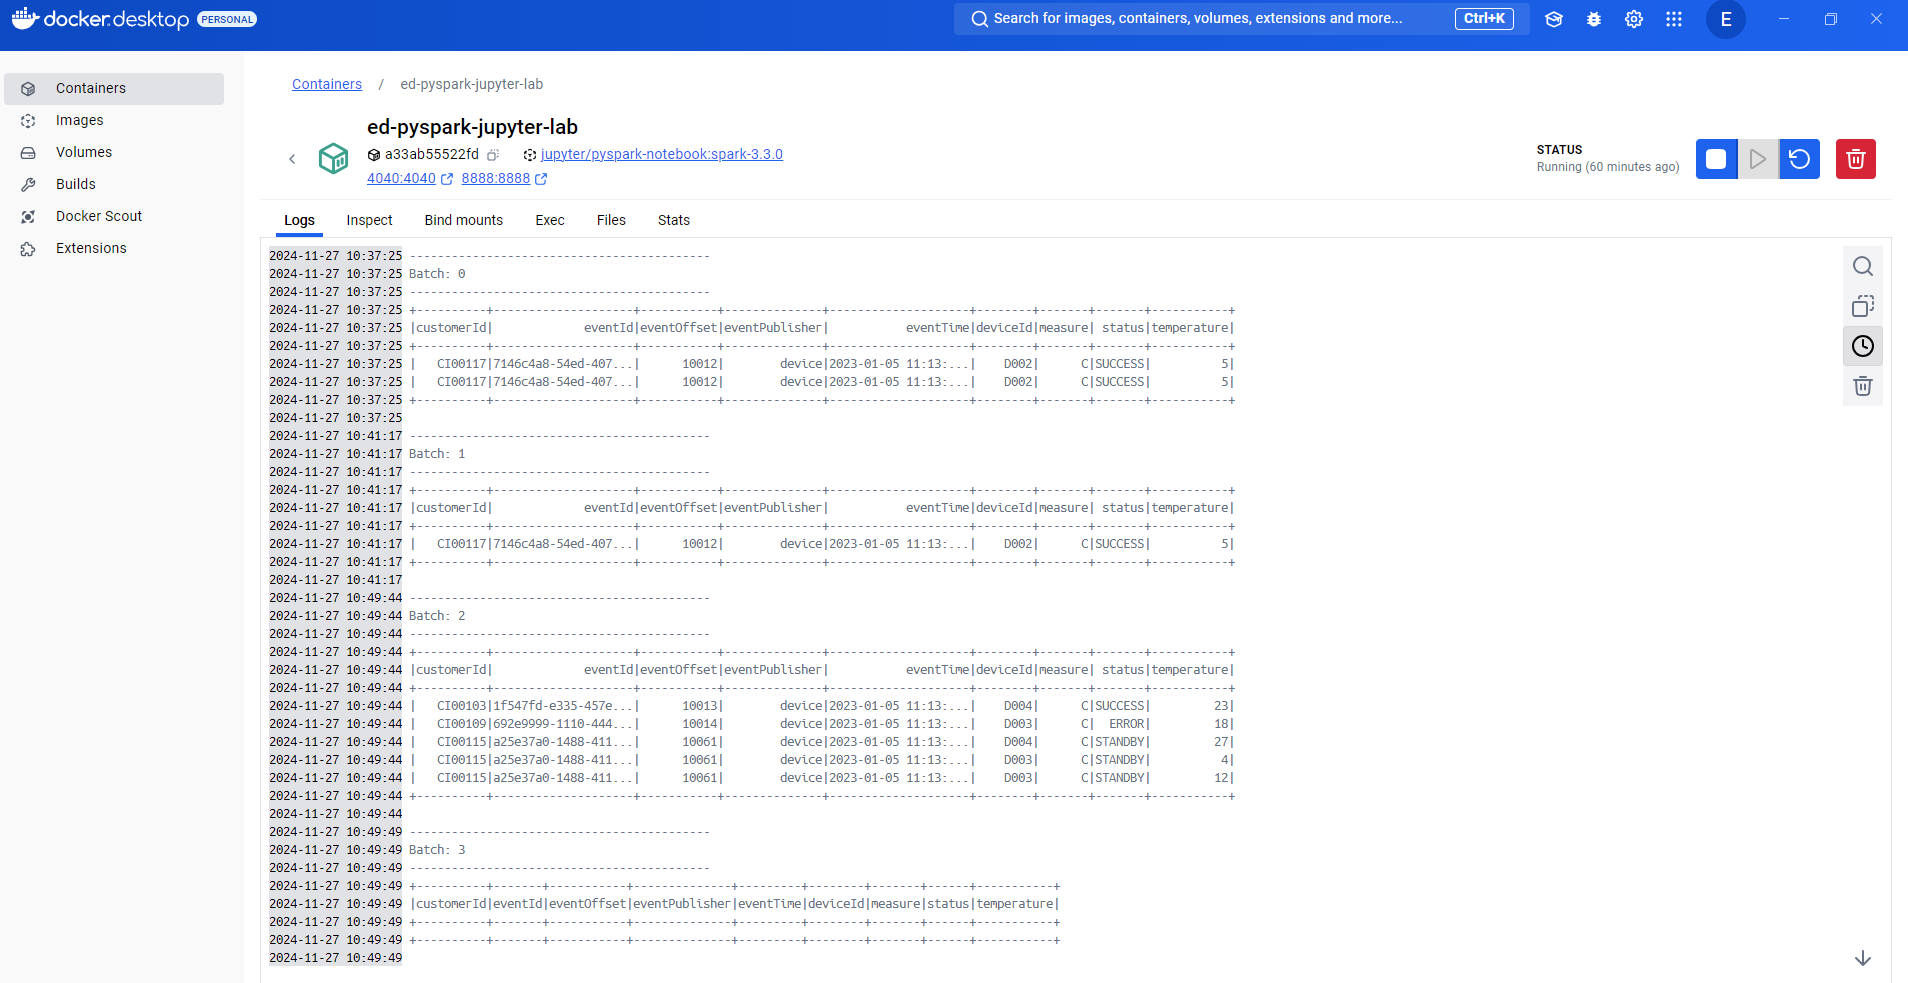 docker desktop PERSONAL
Search for images, containers, volumes, extensions and more...
Ctrl+K
E
Containers
Images
Volumes
Builds
Docker Scout
Extensions
Containers / ed-pyspark-jupyter-lab
ed-pyspark-jupyter-lab
a33ab55522fd jupyter/pyspark-notebook:spark-3.3.0
4040:4040 8888:8888
STATUS
Running (60 minutes ago)
Logs Inspect Bind mounts Exec Files Stats
2024-11-27 10:37:25 -------------------------------------------
2024-11-27 10:37:25 Batch: 0
2024-11-27 10:37:25 -------------------------------------------
2024-11-27 10:37:25 +----------+--------------------+-----------+--------------+--------------------+--------+-------+-------+-----------+
2024-11-27 10:37:25 |customerId|             eventId|eventOffset|eventPublisher|           eventTime|deviceId|measure| status|temperature|
2024-11-27 10:37:25 +----------+--------------------+-----------+--------------+--------------------+--------+-------+-------+-----------+
2024-11-27 10:37:25 |   CI00117|7146c4a8-54ed-407...|      10012|        device|2023-01-05 11:13:...|    D002|      C|SUCCESS|          5|
2024-11-27 10:37:25 |   CI00117|7146c4a8-54ed-407...|      10012|        device|2023-01-05 11:13:...|    D002|      C|SUCCESS|          5|
2024-11-27 10:37:25 +----------+--------------------+-----------+--------------+--------------------+--------+-------+-------+-----------+
2024-11-27 10:37:25
2024-11-27 10:41:17 -------------------------------------------
2024-11-27 10:41:17 Batch: 1
2024-11-27 10:41:17 -------------------------------------------
2024-11-27 10:41:17 +----------+--------------------+-----------+--------------+--------------------+--------+-------+-------+-----------+
2024-11-27 10:41:17 |customerId|             eventId|eventOffset|eventPublisher|           eventTime|deviceId|measure| status|temperature|
2024-11-27 10:41:17 +----------+--------------------+-----------+--------------+--------------------+--------+-------+-------+-----------+
2024-11-27 10:41:17 |   CI00117|7146c4a8-54ed-407...|      10012|        device|2023-01-05 11:13:...|    D002|      C|SUCCESS|          5|
2024-11-27 10:41:17 +----------+--------------------+-----------+--------------+--------------------+--------+-------+-------+-----------+
2024-11-27 10:41:17
2024-11-27 10:49:44 -------------------------------------------
2024-11-27 10:49:44 Batch: 2
2024-11-27 10:49:44 -------------------------------------------
2024-11-27 10:49:44 +----------+--------------------+-----------+--------------+--------------------+--------+-------+-------+-----------+
2024-11-27 10:49:44 |customerId|             eventId|eventOffset|eventPublisher|           eventTime|deviceId|measure| status|temperature|
2024-11-27 10:49:44 +----------+--------------------+-----------+--------------+--------------------+--------+-------+-------+-----------+
2024-11-27 10:49:44 |   CI00103|1f547fd-e335-457e...|      10013|        device|2023-01-05 11:13:...|    D004|      C|SUCCESS|         23|
2024-11-27 10:49:44 |   CI00109|692e9999-1110-444...|      10014|        device|2023-01-05 11:13:...|    D003|      C|  ERROR|         18|
2024-11-27 10:49:44 |   CI00115|a25e37a0-1488-411...|      10061|        device|2023-01-05 11:13:...|    D004|      C|STANDBY|         27|
2024-11-27 10:49:44 |   CI00115|a25e37a0-1488-411...|      10061|        device|2023-01-05 11:13:...|    D003|      C|STANDBY|          4|
2024-11-27 10:49:44 |   CI00115|a25e37a0-1488-411...|      10061|        device|2023-01-05 11:13:...|    D003|      C|STANDBY|         12|
2024-11-27 10:49:44 +----------+--------------------+-----------+--------------+--------------------+--------+-------+-------+-----------+
2024-11-27 10:49:44
2024-11-27 10:49:49 -------------------------------------------
2024-11-27 10:49:49 Batch: 3
2024-11-27 10:49:49 -------------------------------------------
2024-11-27 10:49:49 +----------+-------+-----------+--------------+---------+--------+-------+------+-----------+
2024-11-27 10:49:49 |customerId|eventId|eventOffset|eventPublisher|eventTime|deviceId|measure|status|temperature|
2024-11-27 10:49:49 +----------+-------+-----------+--------------+---------+--------+-------+------+-----------+
2024-11-27 10:49:49 +----------+-------+-----------+--------------+---------+--------+-------+------+-----------+
2024-11-27 10:49:49